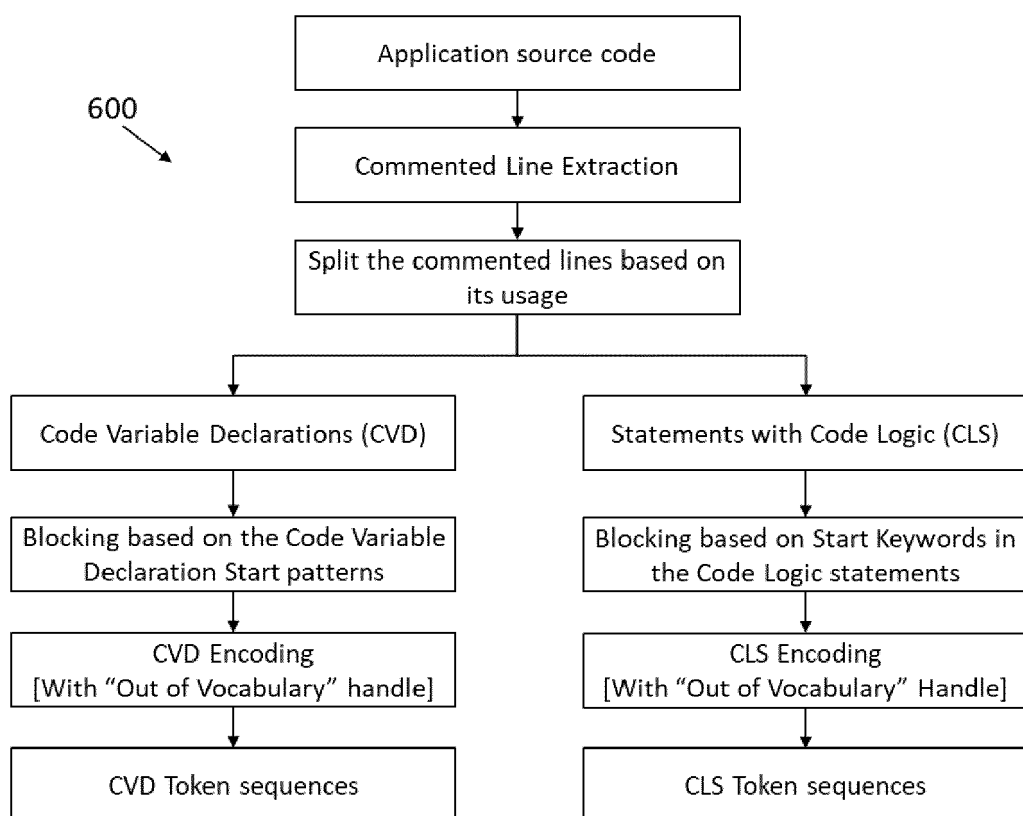 Application source code
600
Commented Line Extraction
Split the commented lines based on
its usage
Code Variable Declarations (CVD)
Statements with Code Logic (CLS)
Blocking based on the Code Variable
Declaration Start patterns
Blocking based on Start Keywords in
the Code Logic statements
CVD Encoding
[With “Out of Vocabulary” handle]
CLS Encoding
[With “Out of Vocabulary” Handle]
CVD Token sequences
CLS Token sequences